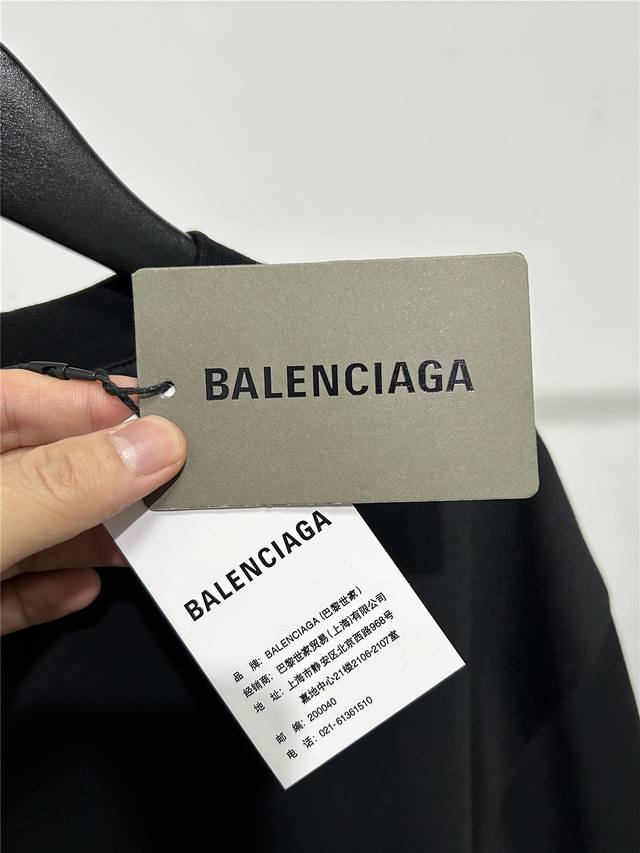 BALENCIAGA
BALENCIAGA
品 牌: BALENCIAGA (巴黎世家)
经销商: 巴黎世家贸易(上海)有限公司
地 址: 上海市静安区北京西路968号
嘉地中心21楼2106-2107室
邮 编: 200040
电 话: 021-61361510